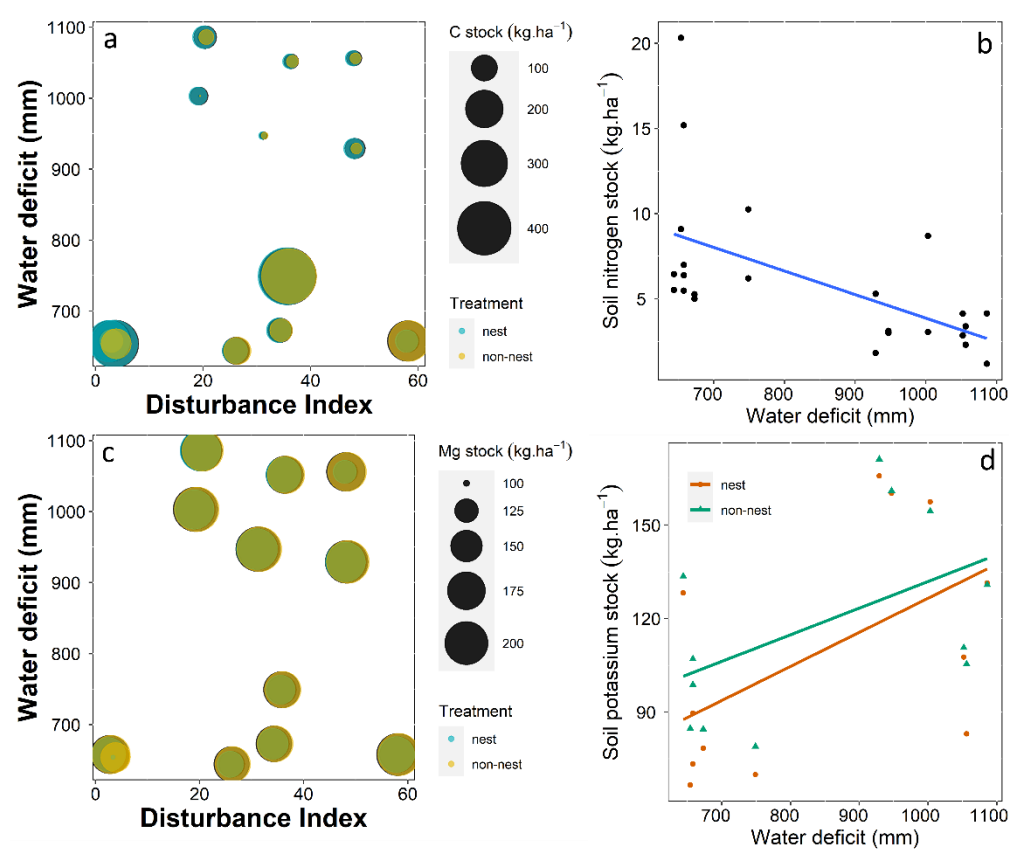 a
1100
1000
900
800
700
Water deficit (mm)
0 20 40 60
Disturbance Index
C stock (kg.ha⁻¹)
100
200
300
400
Treatment
nest
non-nest
b
20
15
10
5
Soil nitrogen stock (kg.ha⁻¹)
700 800 900 1000 1100
Water deficit (mm)
c
1100
1000
900
800
700
Water deficit (mm)
0 20 40 60
Disturbance Index
Mg stock (kg.ha⁻¹)
100
125
150
175
200
Treatment
nest
non-nest
d
nest
non-nest
150
120
90
Soil potassium stock (kg.ha⁻¹)
700 800 900 1000 1100
Water deficit (mm)